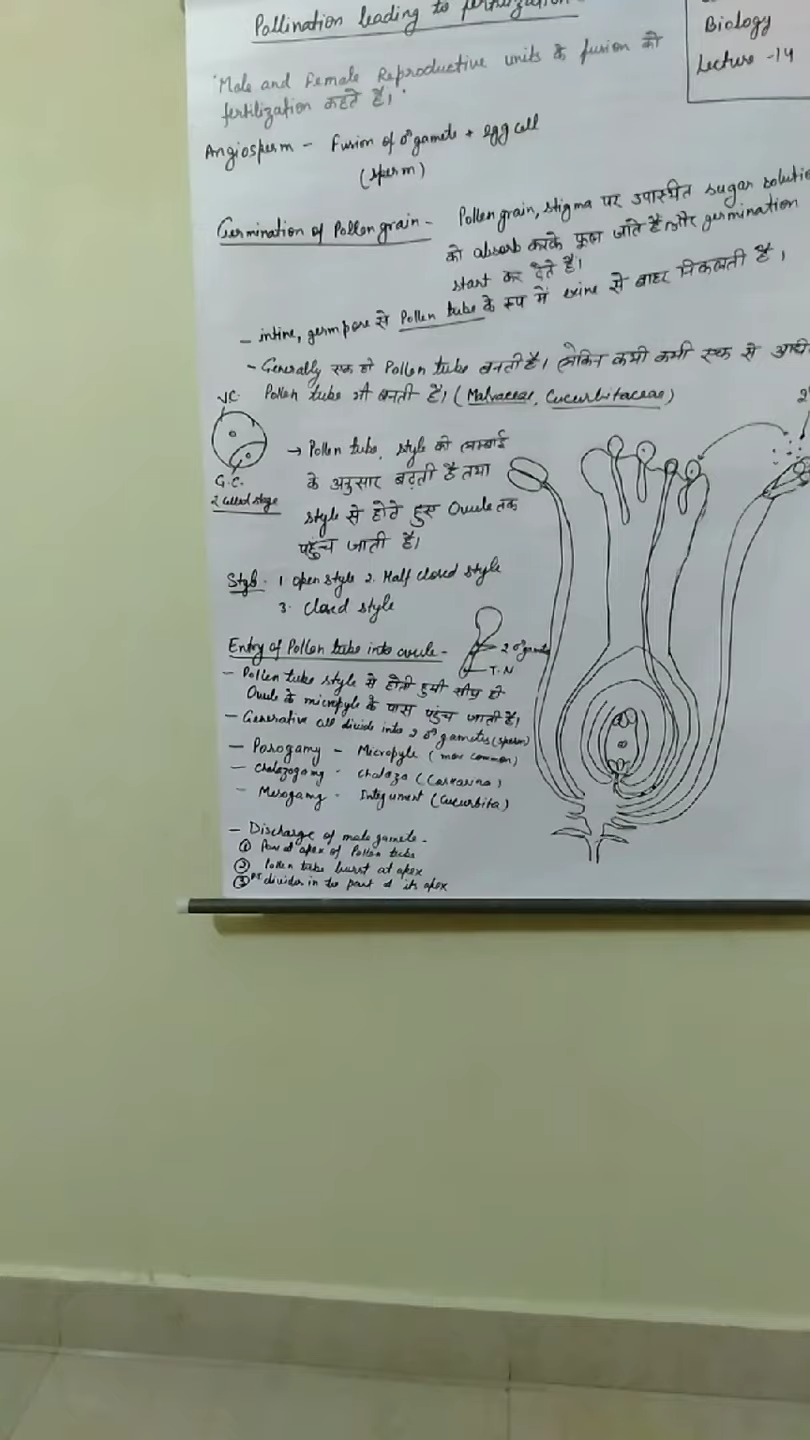 Pollination leading to fertilization
Biology
Lecture -14
"Male and Female Reproductive units के fusion को
fertilization कहते हैं।"
Angiosperm - Fusion of ♂ gamete + egg cell
(sperm)
Germination of Pollen grain - Pollen grain, stigma पर उपास्थीत sugar solutio
को absorb करके फूल जाते है और germination
start कर देते हैं।
- intine, germpore से Pollen tube के रूप में exine से बाहर निकलती है।
- Generally एक ही Pollen tube बनती है। (लेकिन कभी कभी एक से
Pollen tube भी बनती है। (Malvaceae, Cucurbitaceae)
V.C.
G.C.
2 celled stage
→ Pollen tube, style की लम्बाई
के अनुसार बढ़ती है तथा
style से होते हुए Ovule तक
पहुंच जाती है।
Style - 1 open style 2. Half closed style
3. closed style
Entry of Pollen tube into ovule -
2 ♂ gamete
T.N
- Pollen tube style से होती हुयी
Ovule के micropyle के पास पहुंच जाती है।
- Generative cell divide into 2 ♂ gametes (sperm)
- Porogamy - Micropyle (more common)
- Chalazogamy - chalaza (Casuarina)
- Mesogamy - Integument (Cucurbita)
- Discharge of male gamete -
① Pore at apex of Pollen tube
② Pollen tube burst at apex
③ PT divides in two part at its apex